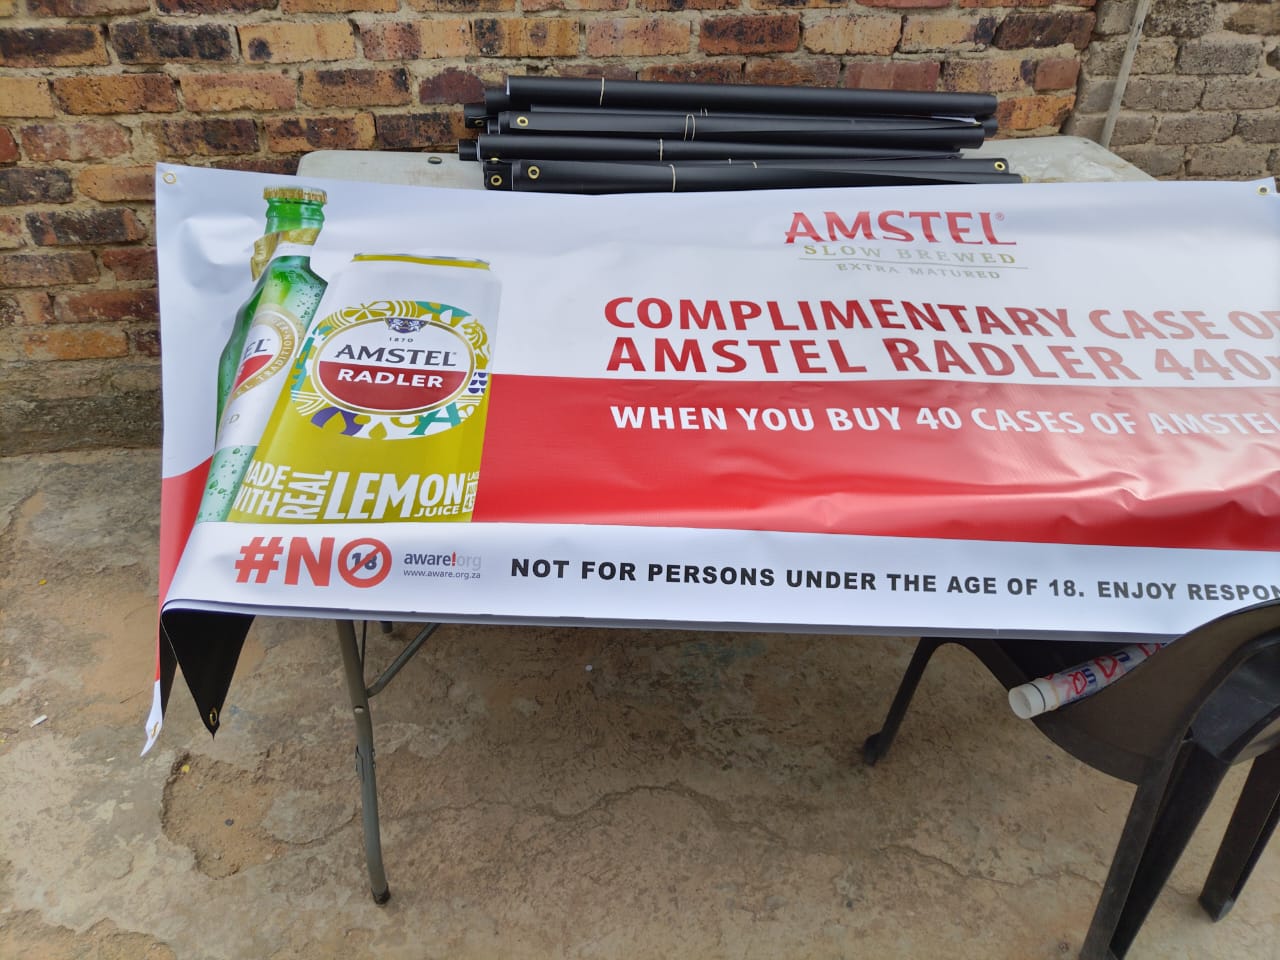 AMSTEL®
SLOW BREWED
EXTRA MATURED
COMPLIMENTARY CASE
AMSTEL RADLER
WHEN YOU BUY 40 CASES OF AMSTEL
1870
AMSTEL
RADLER
MADE
WITH
REAL
LEMON
JUICE
#NO 18
aware!org
www.aware.org.za
NOT FOR PERSONS UNDER THE AGE OF 18. ENJOY